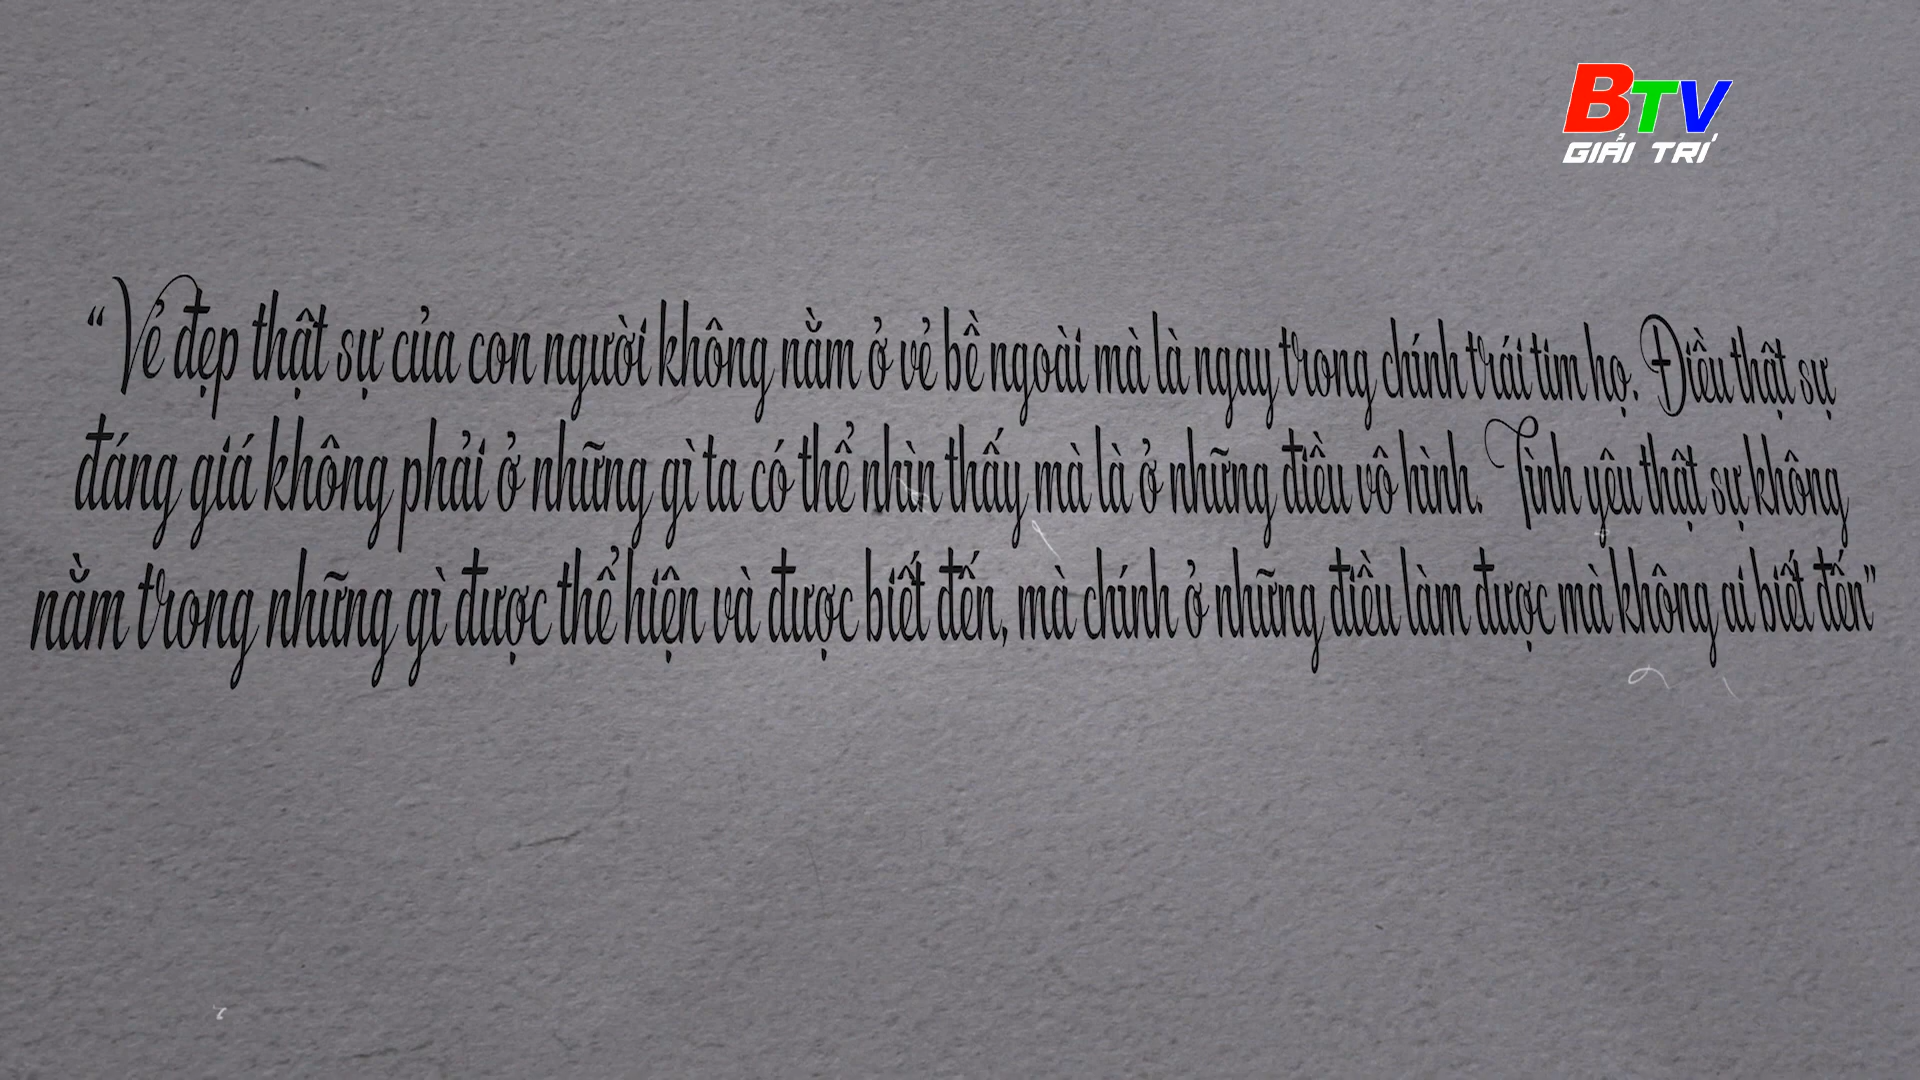 BTV
GIẢI TRÍ
“Vẻ đẹp thật sự của con người không nằm ở vẻ bề ngoài mà là ngay trong chính trái tim họ. Điều thật sự
đáng giá không phải ở những gì ta có thể nhìn thấy mà là ở những điều vô hình. Tình yêu thật sự không
nằm trong những gì được thể hiện và được biết đến, mà chính ở những điều làm được mà không ai biết đến”